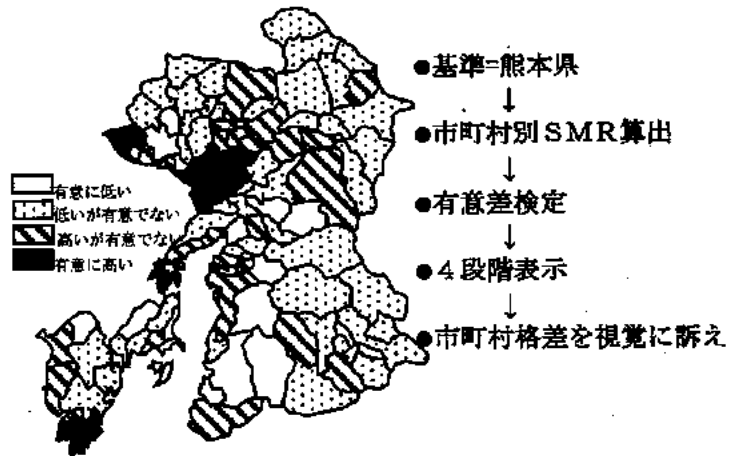 ●基準=熊本県
↓
●市町村別SMR算出
↓
●有意差検定
↓
●4段階表示
↓
●市町村格差を視覚に訴え
有意に低い
低いが有意でない
高いが有意でない
有意に高い